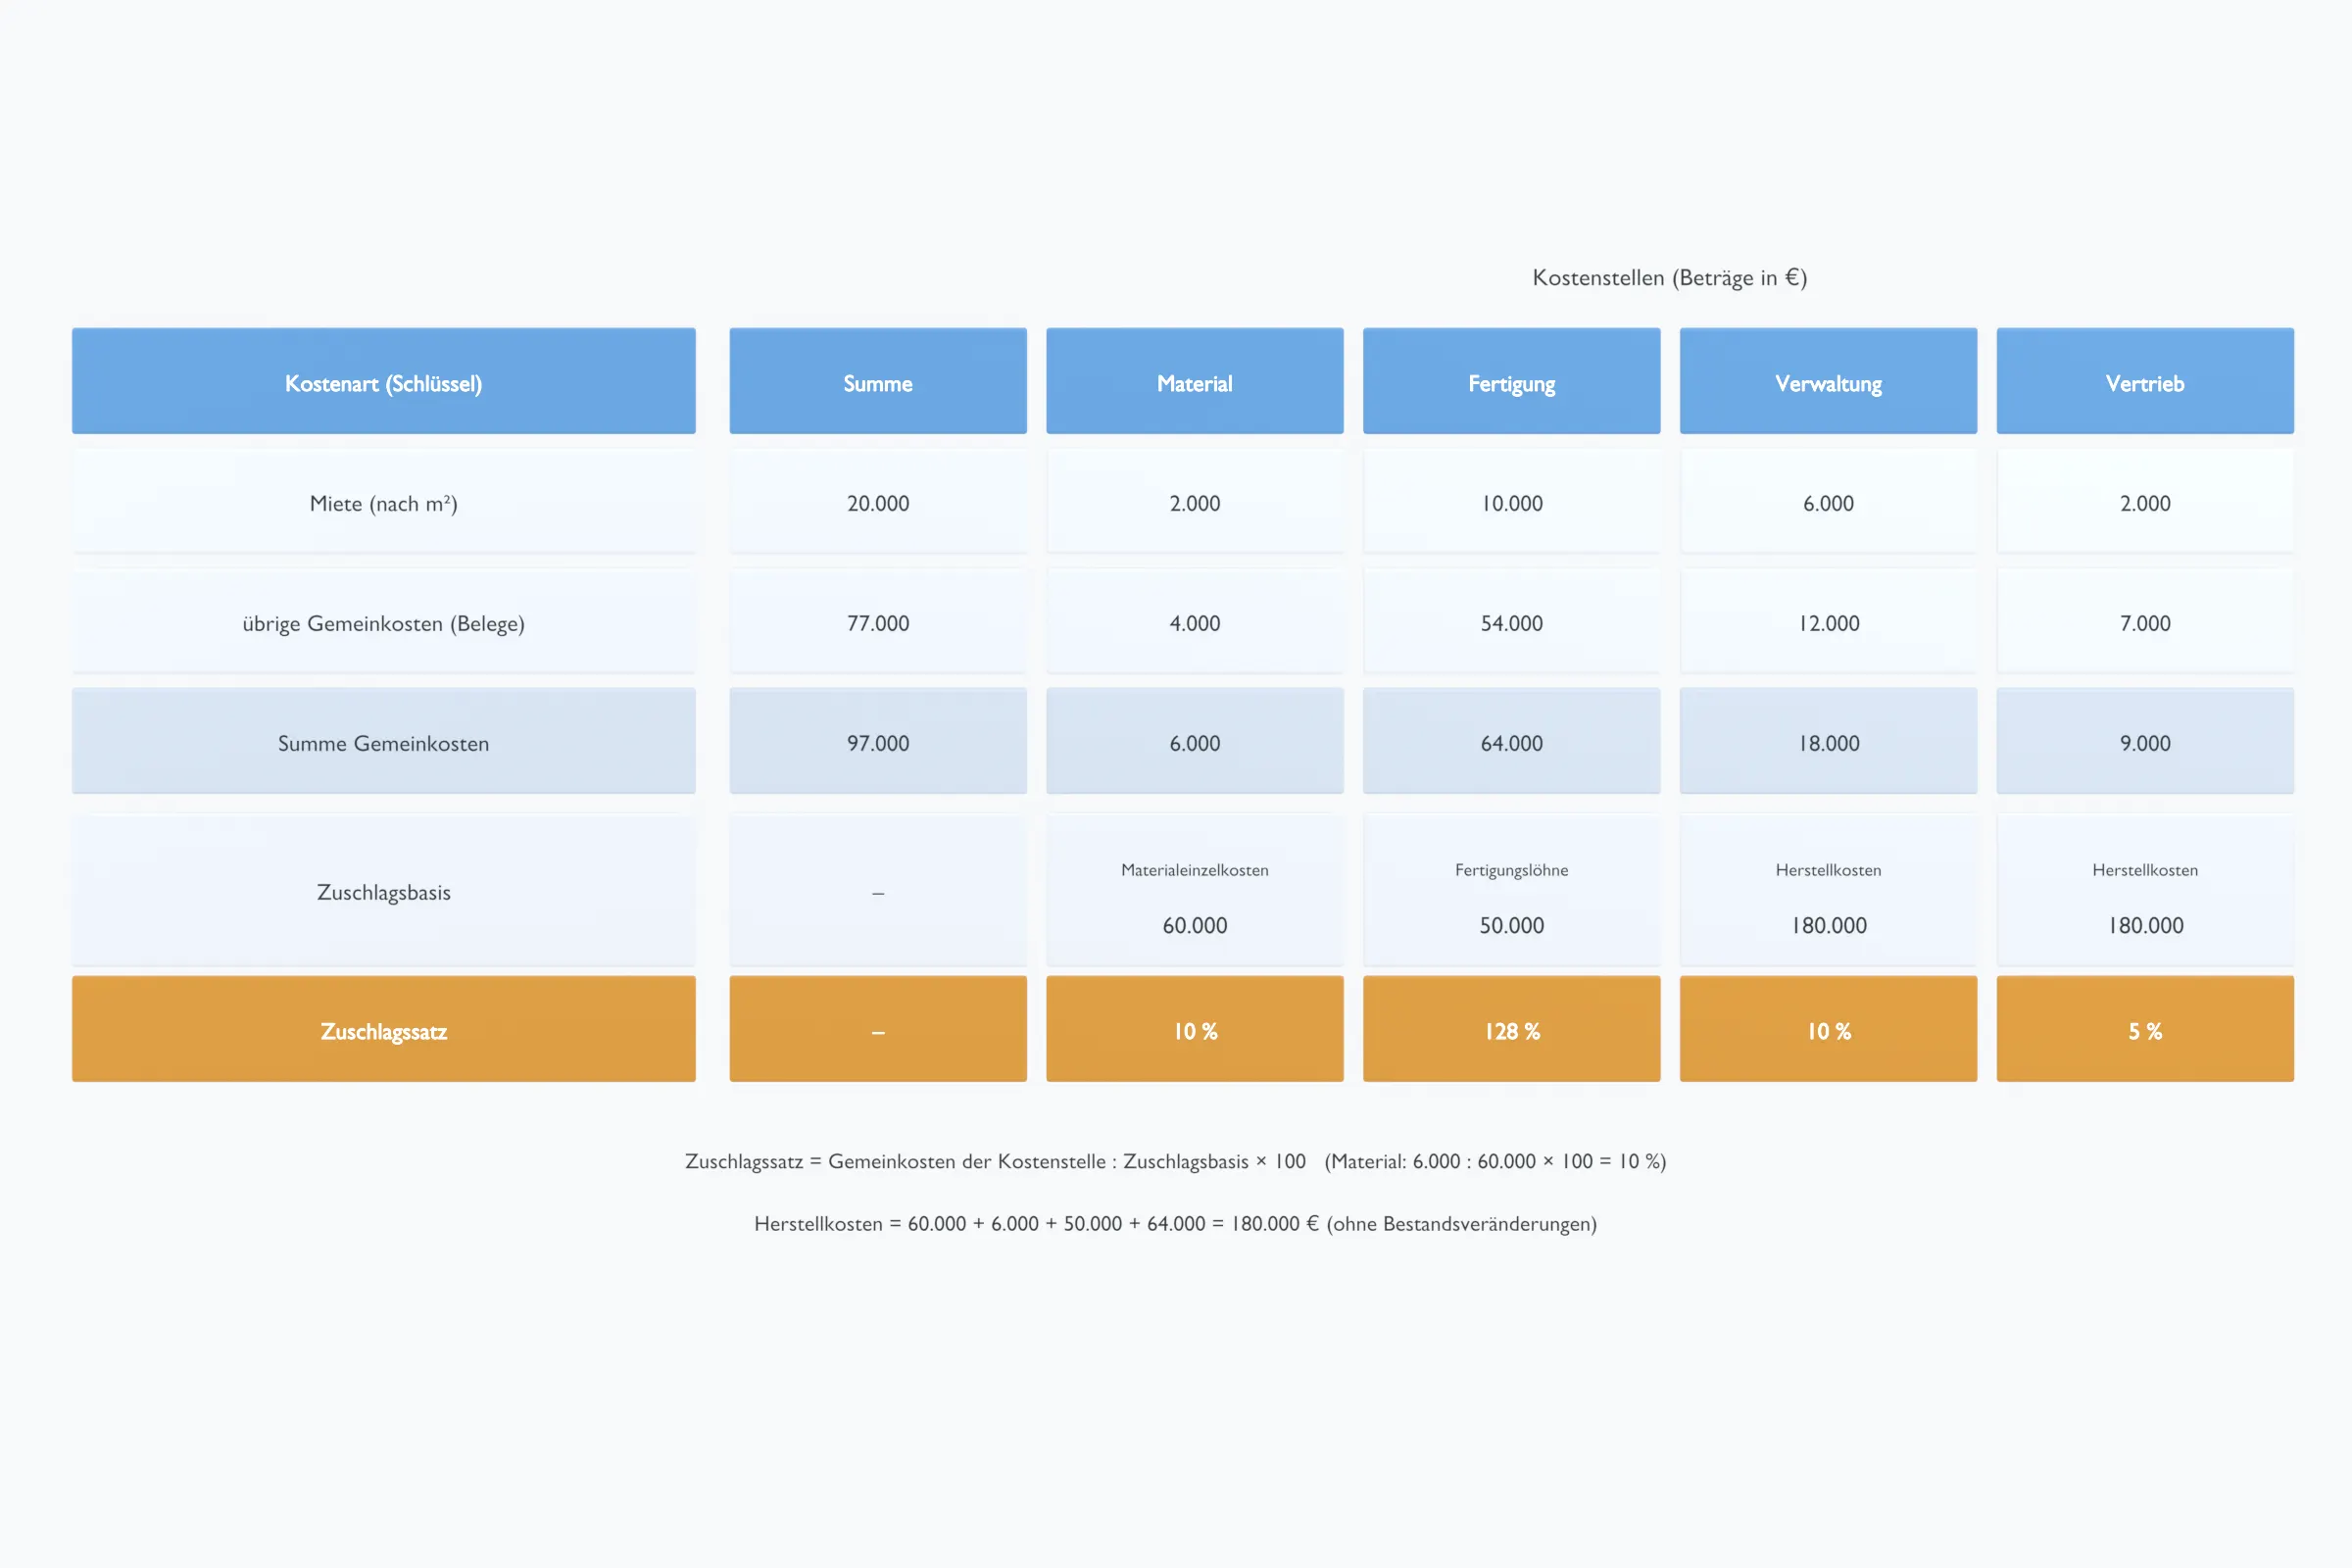 Kostenstellen (Beträge in €)
Kostenart (Schlüssel) Summe Material Fertigung Verwaltung Vertrieb
Miete (nach m²) 20.000 2.000 10.000 6.000 2.000
übrige Gemeinkosten (Belege) 77.000 4.000 54.000 12.000 7.000
Summe Gemeinkosten 97.000 6.000 64.000 18.000 9.000
Materialeinzelkosten Fertigungslöhne Herstellkosten Herstellkosten
Zuschlagsbasis –
60.000 50.000 180.000 180.000
Zuschlagssatz – 10 % 128 % 10 % 5 %
Zuschlagssatz = Gemeinkosten der Kostenstelle : Zuschlagsbasis × 100 (Material: 6.000 : 60.000 × 100 = 10 %)
Herstellkosten = 60.000 + 6.000 + 50.000 + 64.000 = 180.000 € (ohne Bestandsveränderungen)